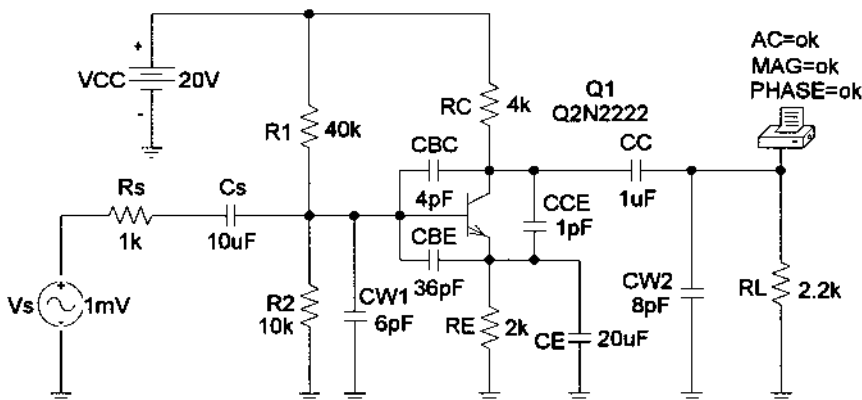 AC=ok
MAG=ok
PHASE=ok
+
VCC
20V
-
R1
40k
RC
4k
Q1
Q2N2222
CBC
4pF
CC
1uF
CCE
1pF
Rs
1k
Cs
10uF
CBE
36pF
Vs
+
-
1mV
R2
10k
CW1
6pF
RE
2k
CE
20uF
CW2
8pF
RL
2.2k